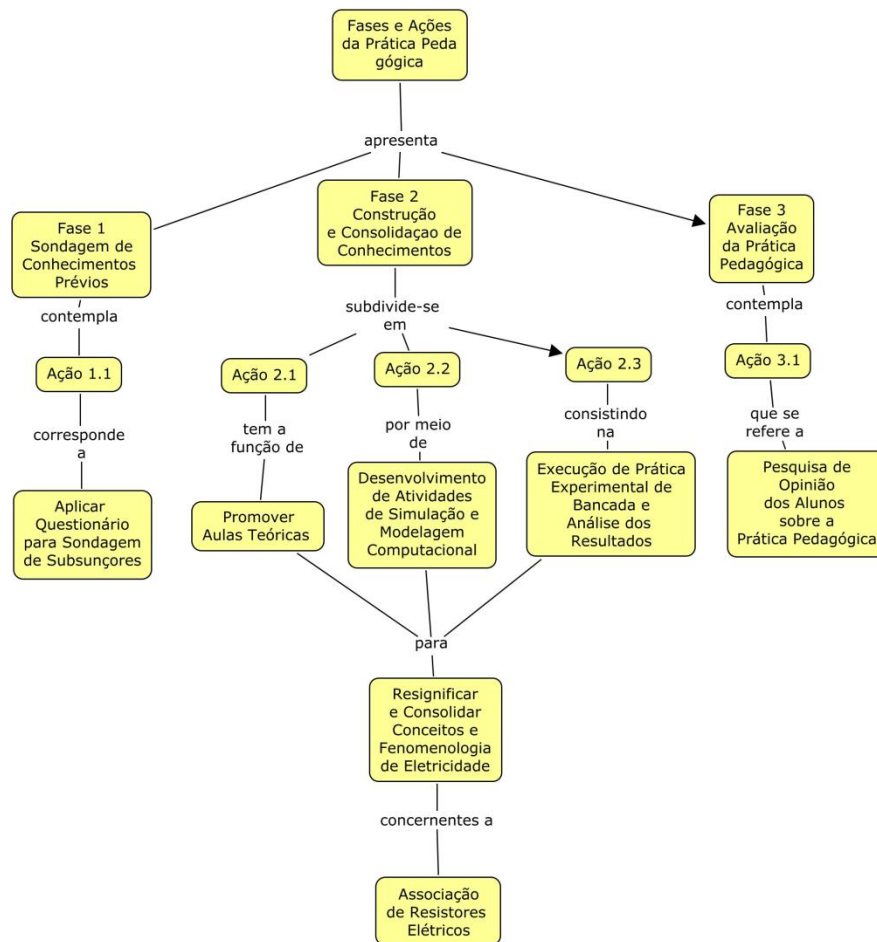 Fases e Ações
da Prática Peda
gógica
apresenta
Fase 1
Sondagem de
Conhecimentos
Prévios
Fase 2
Construção
e Consolidaçao de
Conhecimentos
Fase 3
Avaliação
da Prática
Pedagógica
contempla
subdivide-se
em
contempla
Ação 1.1
Ação 2.1
Ação 2.2
Ação 2.3
Ação 3.1
corresponde
a
tem a
função de
por meio
de
consistindo
na
que se
refere a
Aplicar
Questionário
para Sondagem
de Subsunçores
Promover
Aulas Teóricas
Desenvolvimento
de Atividades
de Simulação e
Modelagem
Computacional
Execução de Prática
Experimental de
Bancada e
Análise dos
Resultados
Pesquisa de
Opinião
dos Alunos
sobre a
Prática Pedagógica
para
Resignificar
e Consolidar
Conceitos e
Fenomenologia
de Eletricidade
concernentes a
Associação
de Resistores
Elétricos